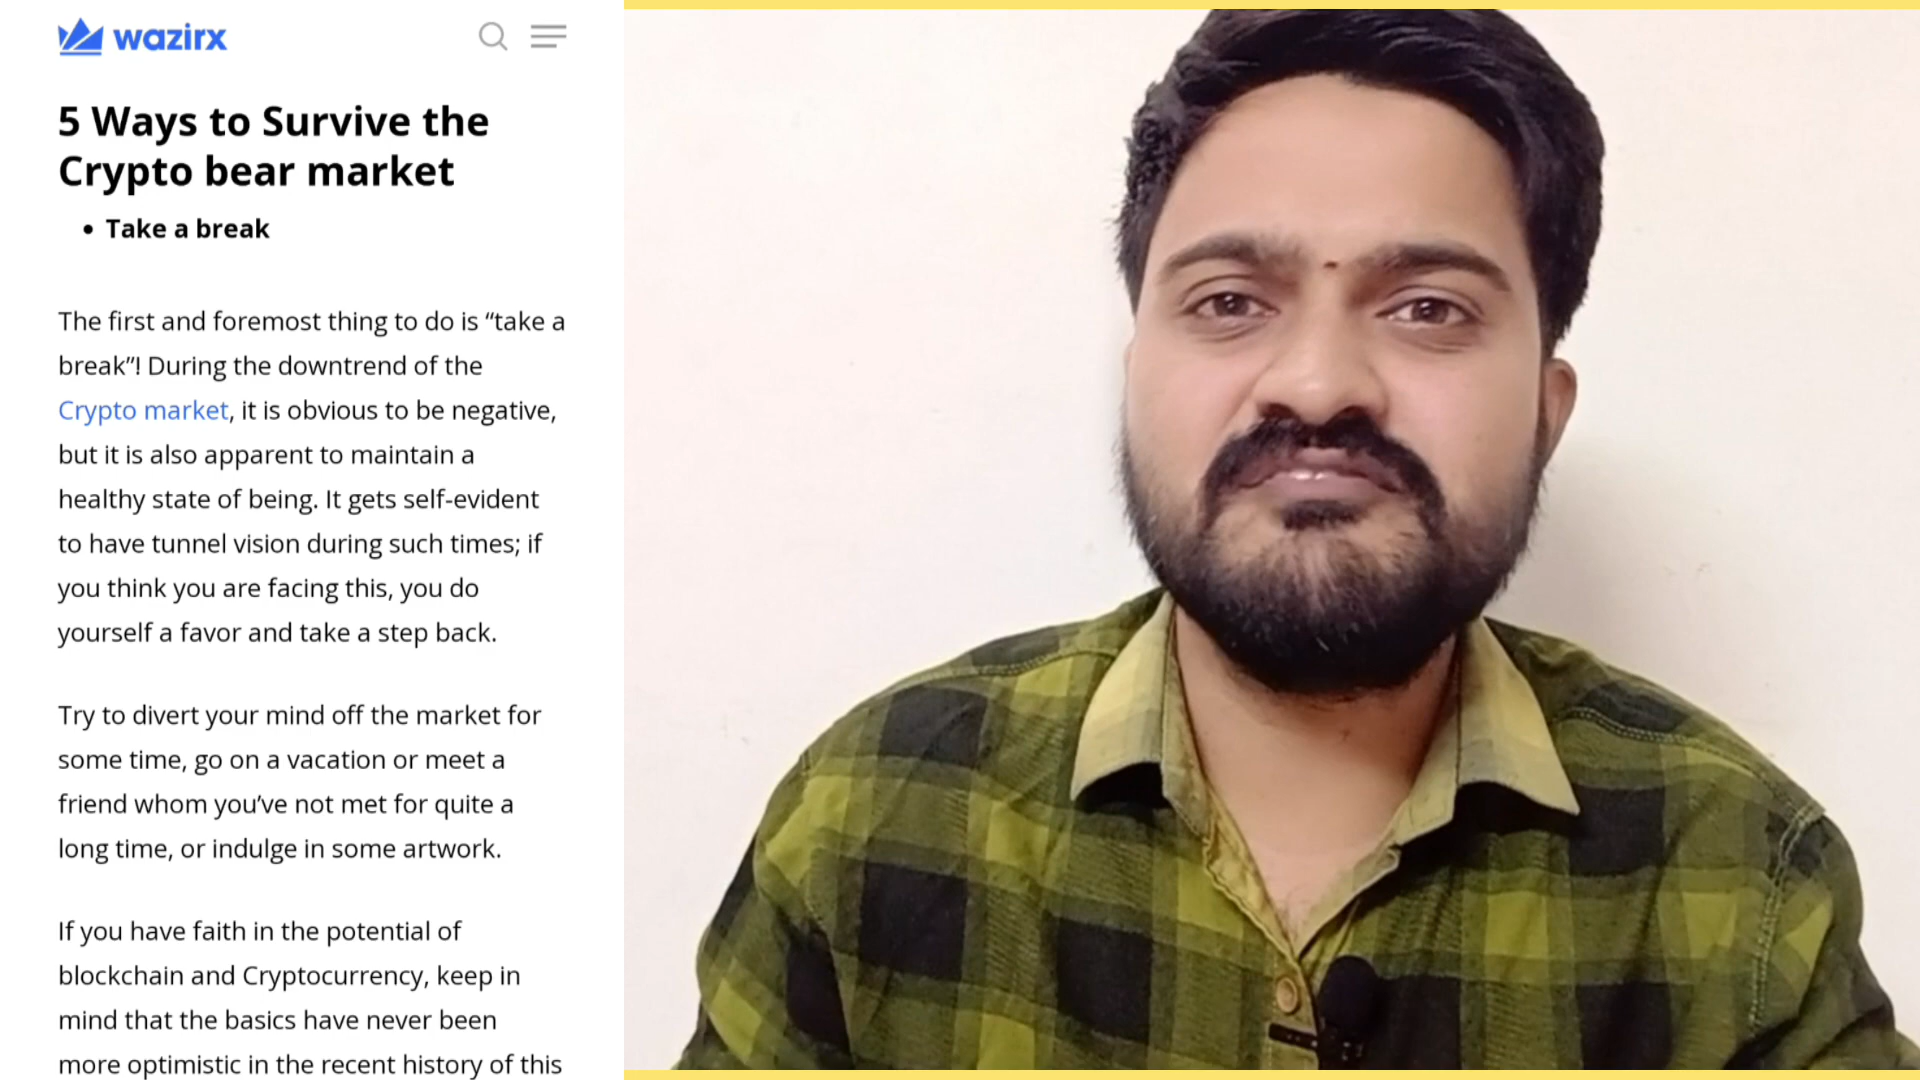 wazirx
5 Ways to Survive the
Crypto bear market
• Take a break
The first and foremost thing to do is “take a
break”! During the downtrend of the
Crypto market, it is obvious to be negative,
but it is also apparent to maintain a
healthy state of being. It gets self-evident
to have tunnel vision during such times; if
you think you are facing this, you do
yourself a favor and take a step back.
Try to divert your mind off the market for
some time, go on a vacation or meet a
friend whom you’ve not met for quite a
long time, or indulge in some artwork.
If you have faith in the potential of
blockchain and Cryptocurrency, keep in
mind that the basics have never been
more optimistic in the recent history of this